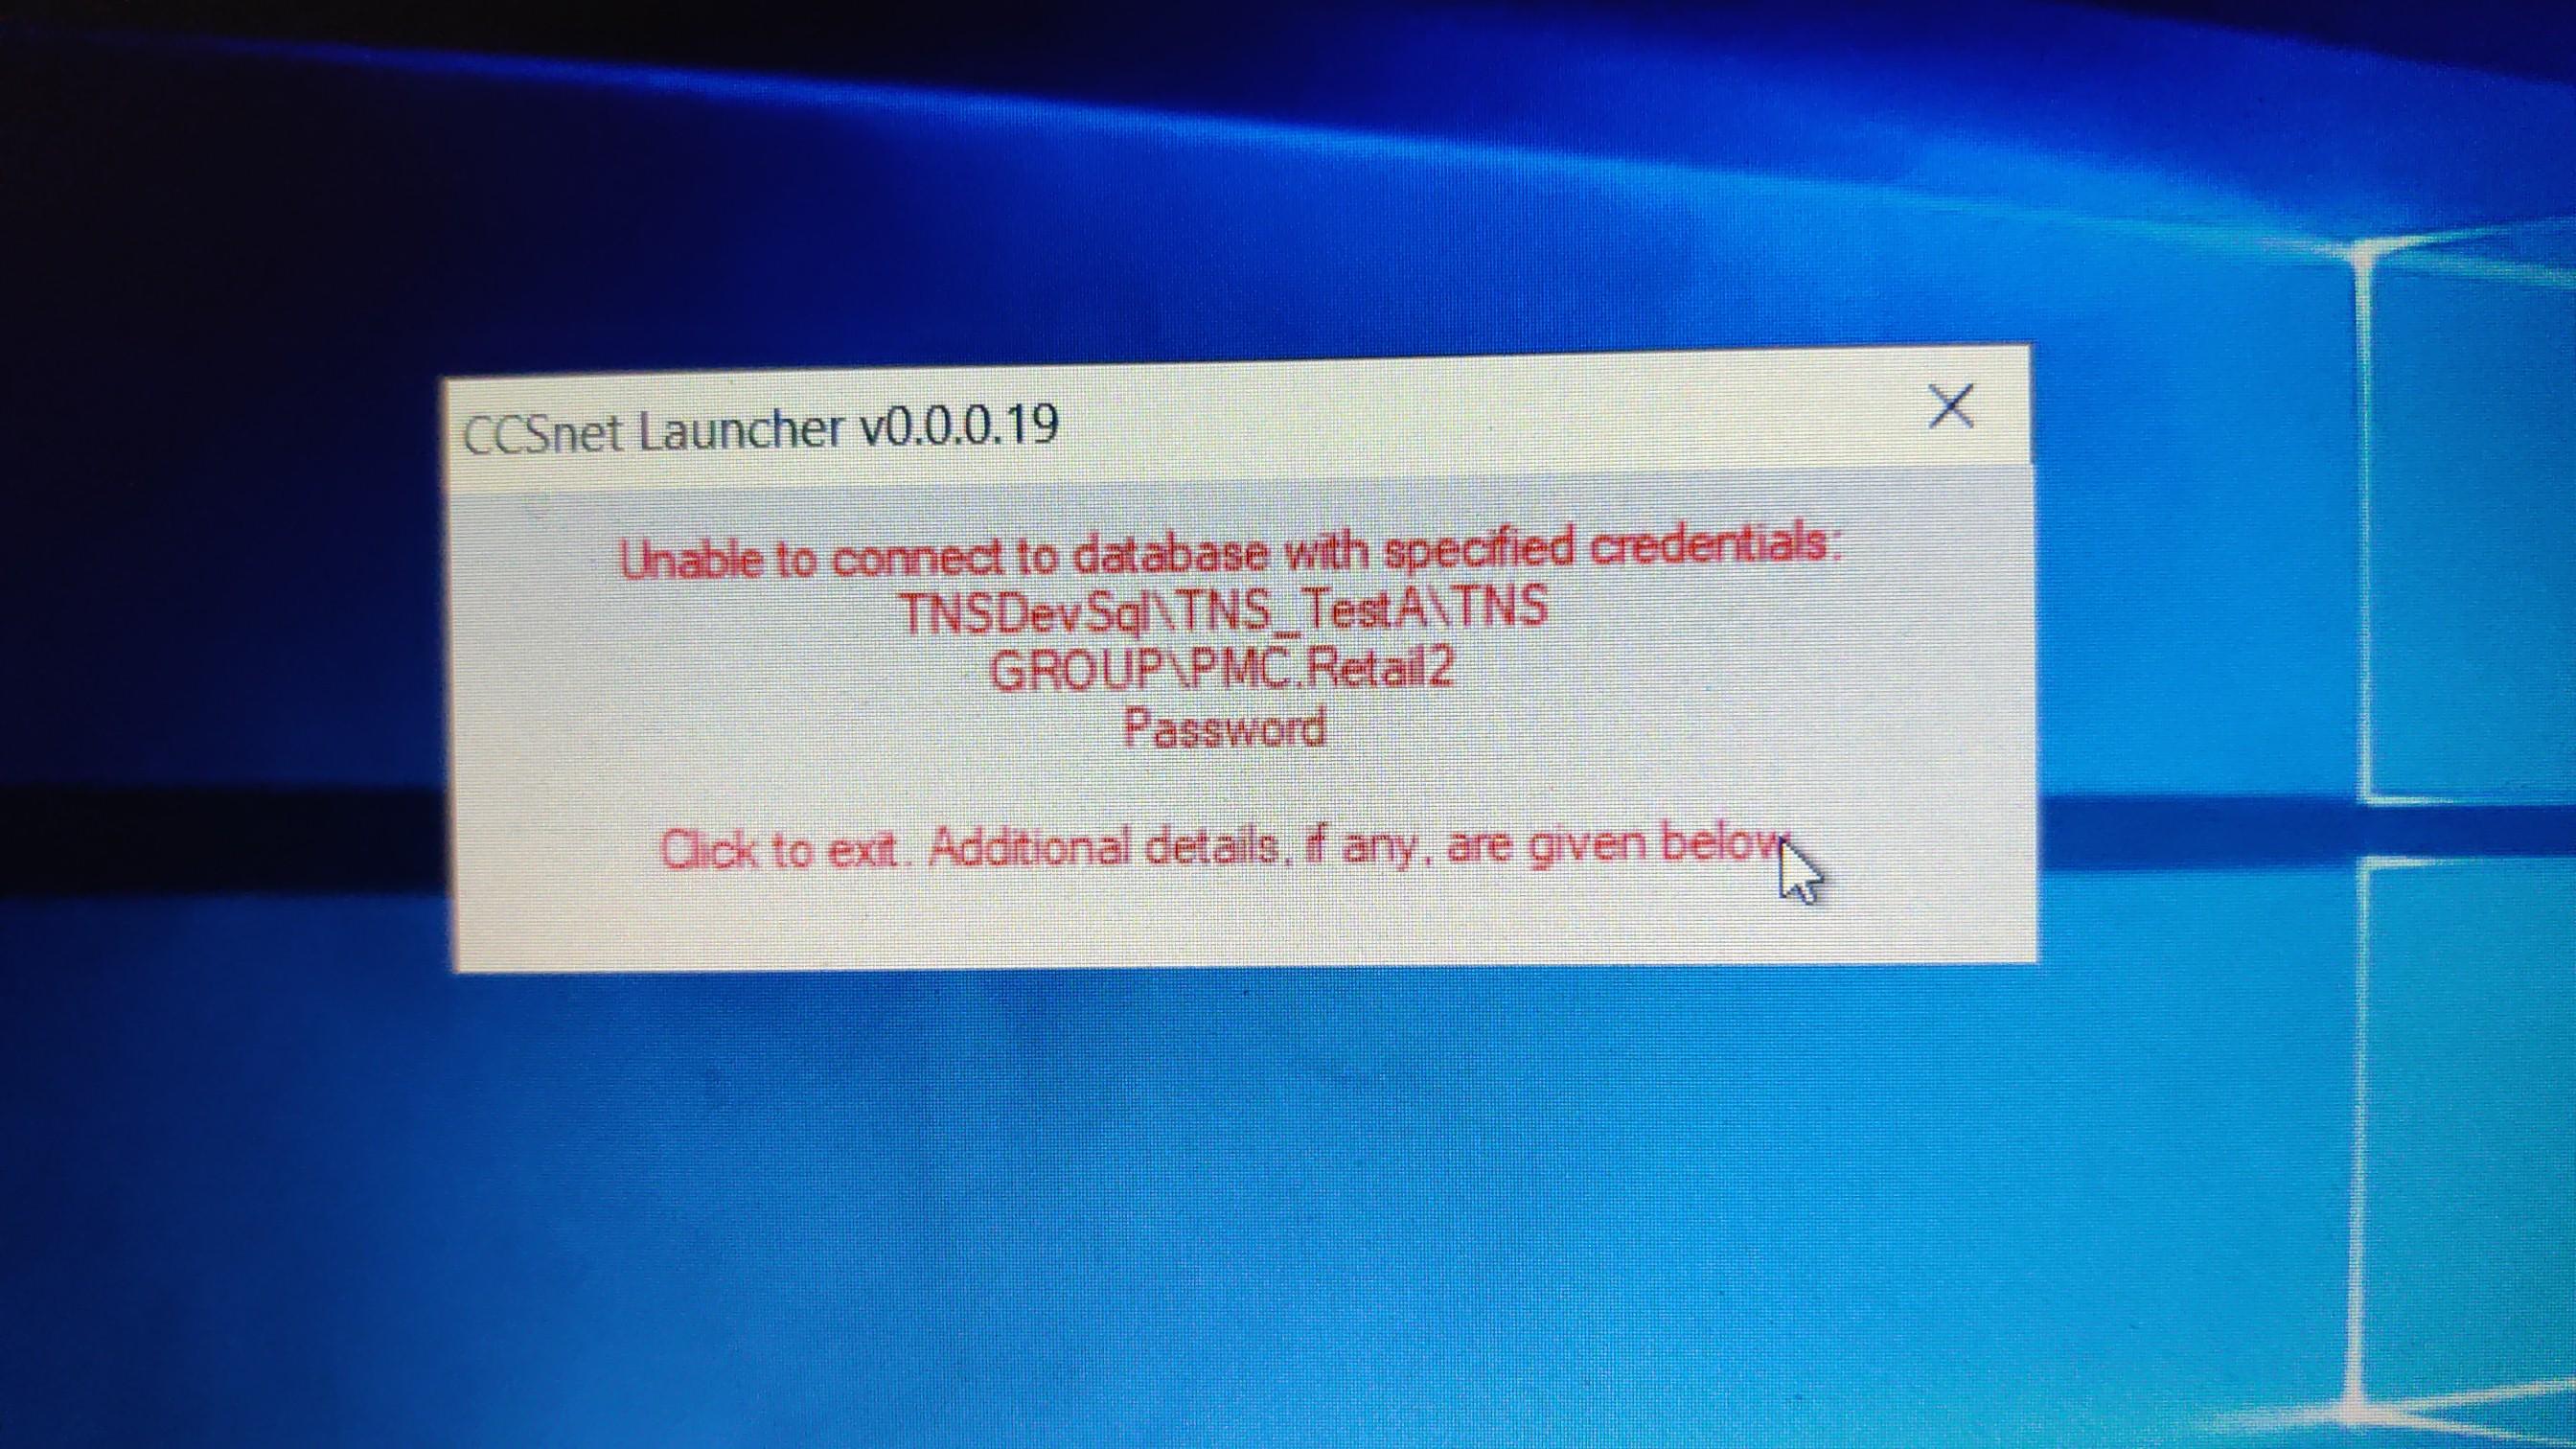 CCSnet Launcher v0.0.0.19
Unable to connect to database with specified credentials:
TNSDevSql\TNS_TestA\TNS
GROUP\PMC.Retail2
Password
Click to exit. Additional details, if any, are given below